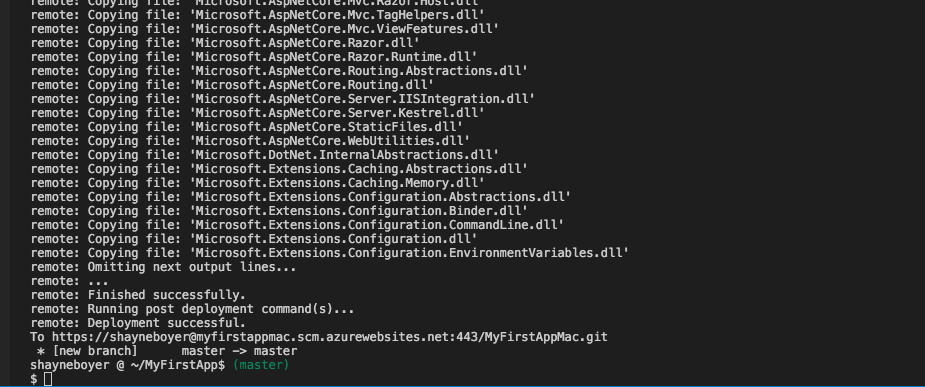 remote: Copying file: 'Microsoft.AspNetCore.Mvc.Razor.Host.dll'
remote: Copying file: 'Microsoft.AspNetCore.Mvc.TagHelpers.dll'
remote: Copying file: 'Microsoft.AspNetCore.Mvc.ViewFeatures.dll'
remote: Copying file: 'Microsoft.AspNetCore.Razor.dll'
remote: Copying file: 'Microsoft.AspNetCore.Razor.Runtime.dll'
remote: Copying file: 'Microsoft.AspNetCore.Routing.Abstractions.dll'
remote: Copying file: 'Microsoft.AspNetCore.Routing.dll'
remote: Copying file: 'Microsoft.AspNetCore.Server.IISIntegration.dll'
remote: Copying file: 'Microsoft.AspNetCore.Server.Kestrel.dll'
remote: Copying file: 'Microsoft.AspNetCore.StaticFiles.dll'
remote: Copying file: 'Microsoft.AspNetCore.WebUtilities.dll'
remote: Copying file: 'Microsoft.DotNet.InternalAbstractions.dll'
remote: Copying file: 'Microsoft.Extensions.Caching.Abstractions.dll'
remote: Copying file: 'Microsoft.Extensions.Caching.Memory.dll'
remote: Copying file: 'Microsoft.Extensions.Configuration.Abstractions.dll'
remote: Copying file: 'Microsoft.Extensions.Configuration.Binder.dll'
remote: Copying file: 'Microsoft.Extensions.Configuration.CommandLine.dll'
remote: Copying file: 'Microsoft.Extensions.Configuration.dll'
remote: Copying file: 'Microsoft.Extensions.Configuration.EnvironmentVariables.dll'
remote: Omitting next output lines...
remote: ...
remote: Finished successfully.
remote: Running post deployment command(s)...
remote: Deployment successful.
To https://shayneboyer@myfirstappmac.scm.azurewebsites.net:443/MyFirstAppMac.git
 * [new branch]      master -> master
shayneboyer @ ~/MyFirstApp$ (master)
$